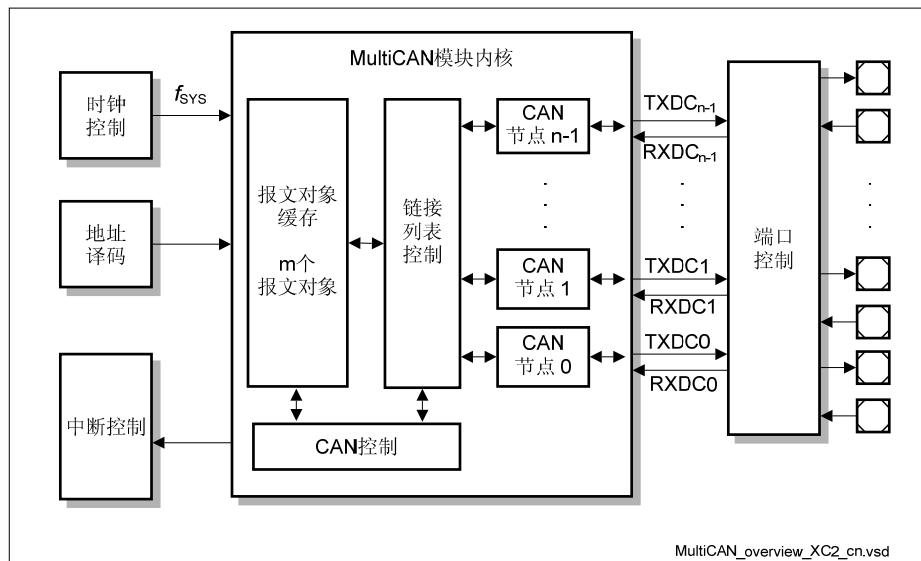 MultiCAN模块内核
时钟
控制
fSYS
地址
译码
中断控制
报文对象
缓存
m个
报文对象
链接
列表
控制
CAN
节点 n-1
CAN
节点 1
CAN
节点 0
CAN控制
TXDCn-1
RXDCn-1
TXDC1
RXDC1
TXDC0
RXDC0
端口
控制
MultiCAN_overview_XC2_cn.vsd